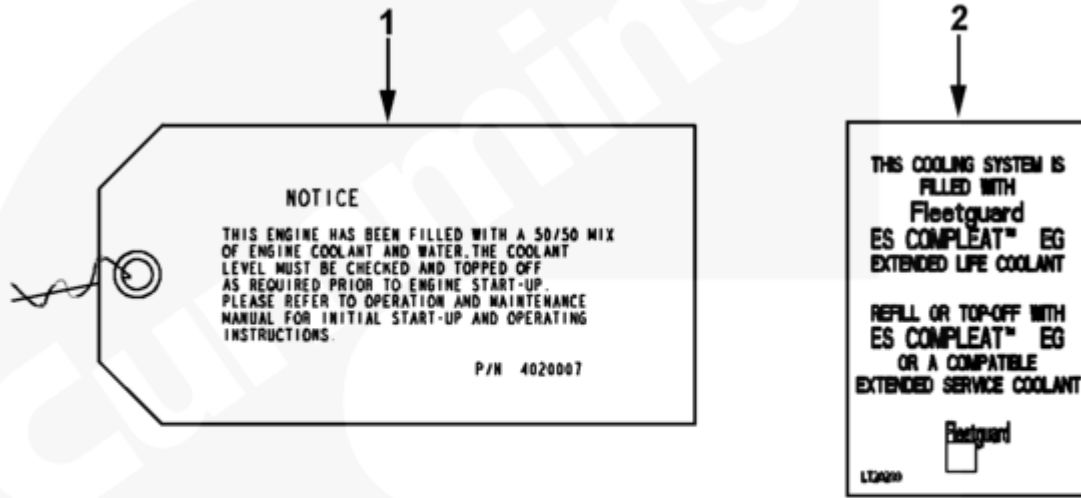 1
NOTICE
THIS ENGINE HAS BEEN FILLED WITH A 50/50 MIX
OF ENGINE COOLANT AND WATER. THE COOLANT
LEVEL MUST BE CHECKED AND TOPPED OFF
AS REQUIRED PRIOR TO ENGINE START-UP.
PLEASE REFER TO OPERATION AND MAINTENANCE
MANUAL FOR INITIAL START-UP AND OPERATING
INSTRUCTIONS.
P/N 4020007
2
THIS COOLING SYSTEM IS
FILLED WITH
Fleetguard
ES COMPLEAT™ EG
EXTENDED LIFE COOLANT
REFILL OR TOP-OFF WITH
ES COMPLEAT™ EG
OR A COMPATIBLE
EXTENDED SERVICE COOLANT
Fleetguard
Cummins